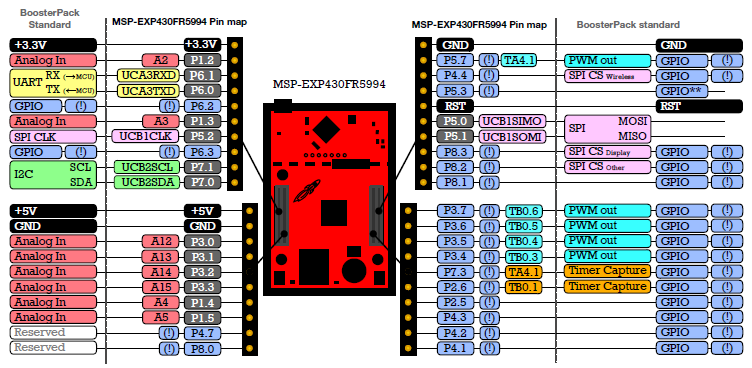 BoosterPack
Standard
MSP-EXP430FR5994 Pin map
MSP-EXP430FR5994 Pin map
BoosterPack standard
MSP-EXP430FR5994
+3.3V +3.3V
Analog In A2 P1.2
UART RX (→MCU) UCA3RXD P6.1
TX (←MCU) UCA3TXD P6.0
GPIO (!) (!) P6.2
Analog In A3 P1.3
SPI CLK UCB1CLK P5.2
GPIO (!) (!) P6.3
I2C SCL UCB2SCL P7.1
SDA UCB2SDA P7.0
+5V +5V
GND GND
Analog In A12 P3.0
Analog In A13 P3.1
Analog In A14 P3.2
Analog In A15 P3.3
Analog In A4 P1.4
Analog In A5 P1.5
Reserved (!) P4.7
Reserved (!) P8.0
GND GND
P5.7 (!) TA4.1 PWM out GPIO (!)
P4.4 (!) SPI CS Wireless GPIO (!)
P5.3 (!) GPIO**
RST RST
P5.0 UCB1SIMO SPI MOSI
P5.1 UCB1SOMI MISO
P8.3 (!) SPI CS Display GPIO (!)
P8.2 (!) SPI CS Other GPIO (!)
P8.1 (!) GPIO (!)
P3.7 (!) TB0.6 PWM out GPIO (!)
P3.6 (!) TB0.5 PWM out GPIO (!)
P3.5 (!) TB0.4 PWM out GPIO (!)
P3.4 (!) TB0.3 PWM out GPIO (!)
P7.3 (!) TA4.1 Timer Capture GPIO (!)
P2.6 (!) TB0.1 Timer Capture GPIO (!)
P2.5 (!) GPIO (!)
P4.3 (!) GPIO (!)
P4.2 (!) GPIO (!)
P4.1 (!) GPIO (!)